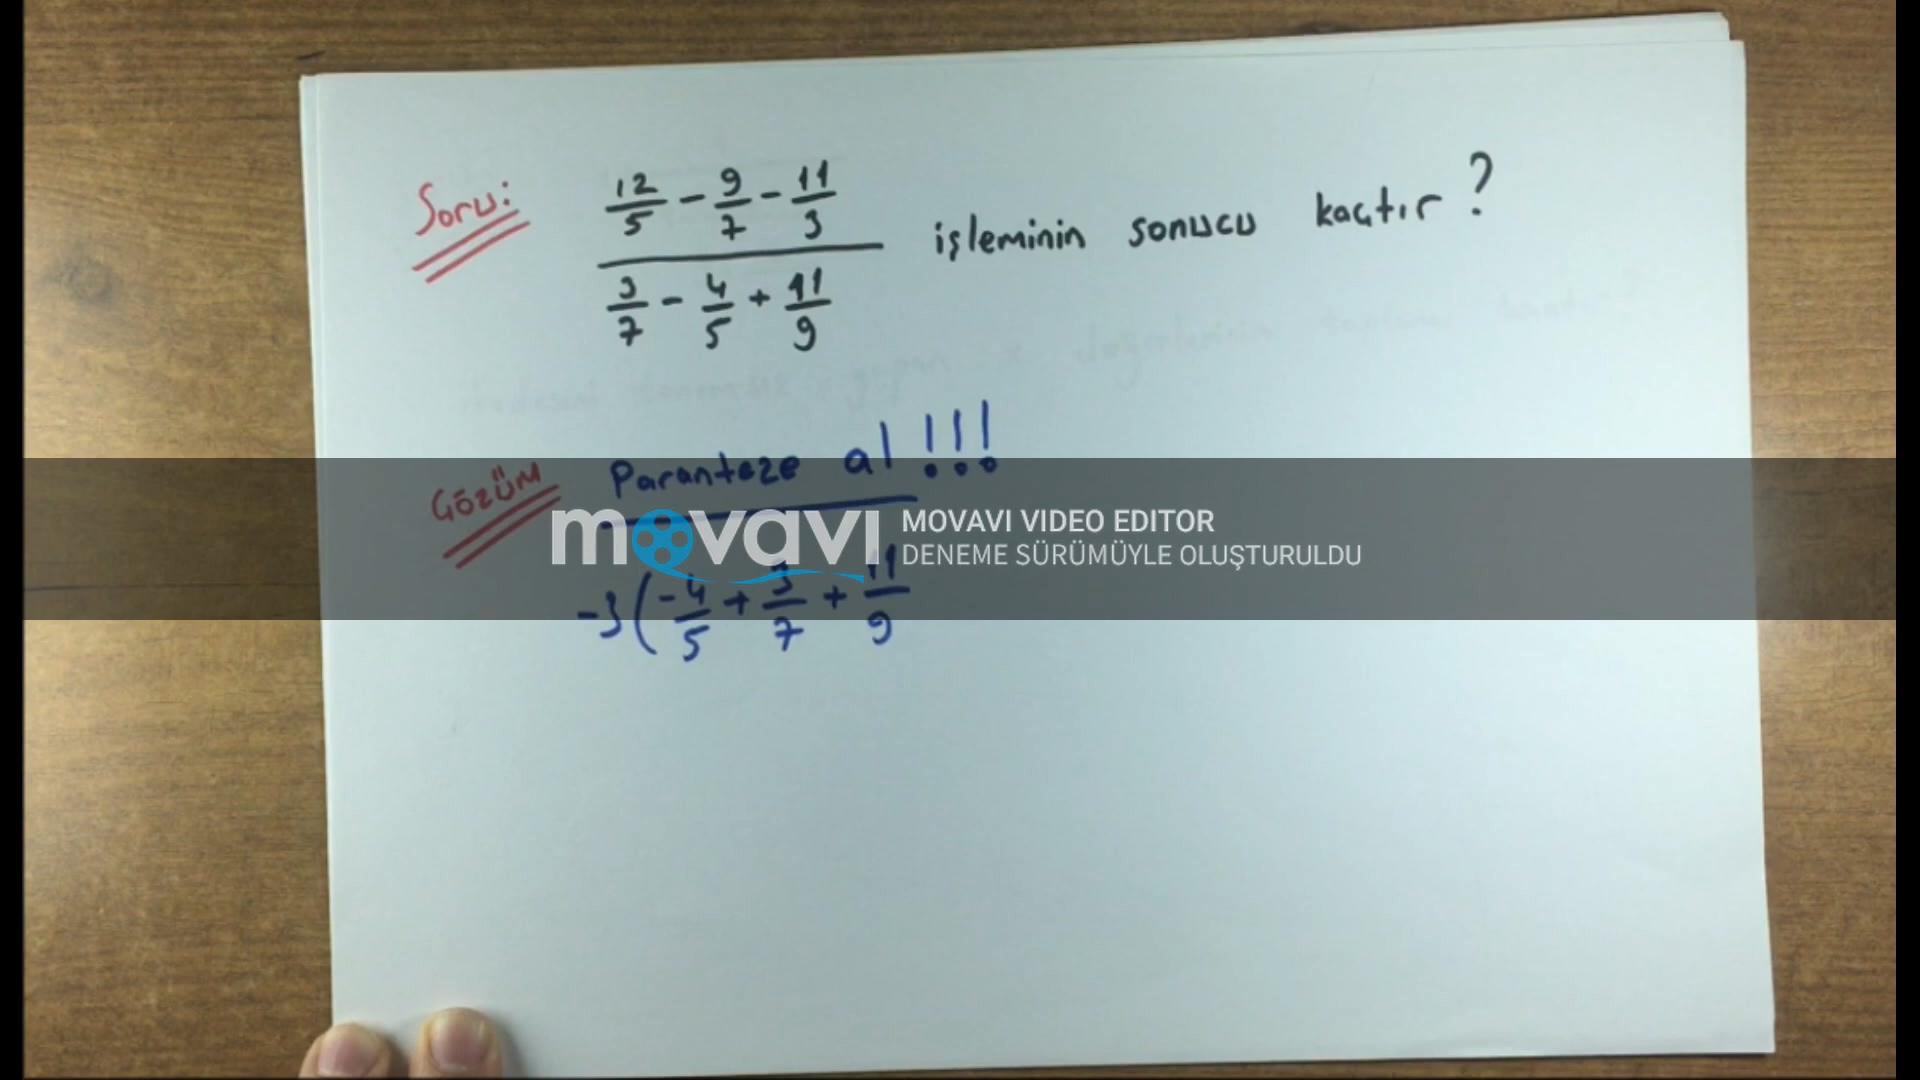 Soru:
12/5 - 9/7 - 11/3
3/7 - 4/5 + 11/9
işleminin sonucu kaçtır?
Gözüm
Paranteze al!!!
movavi
MOVAVI VIDEO EDITOR
DENEME SÜRÜMÜYLE OLUŞTURULDU
-3(-4/5 + 3/7 + 11/9